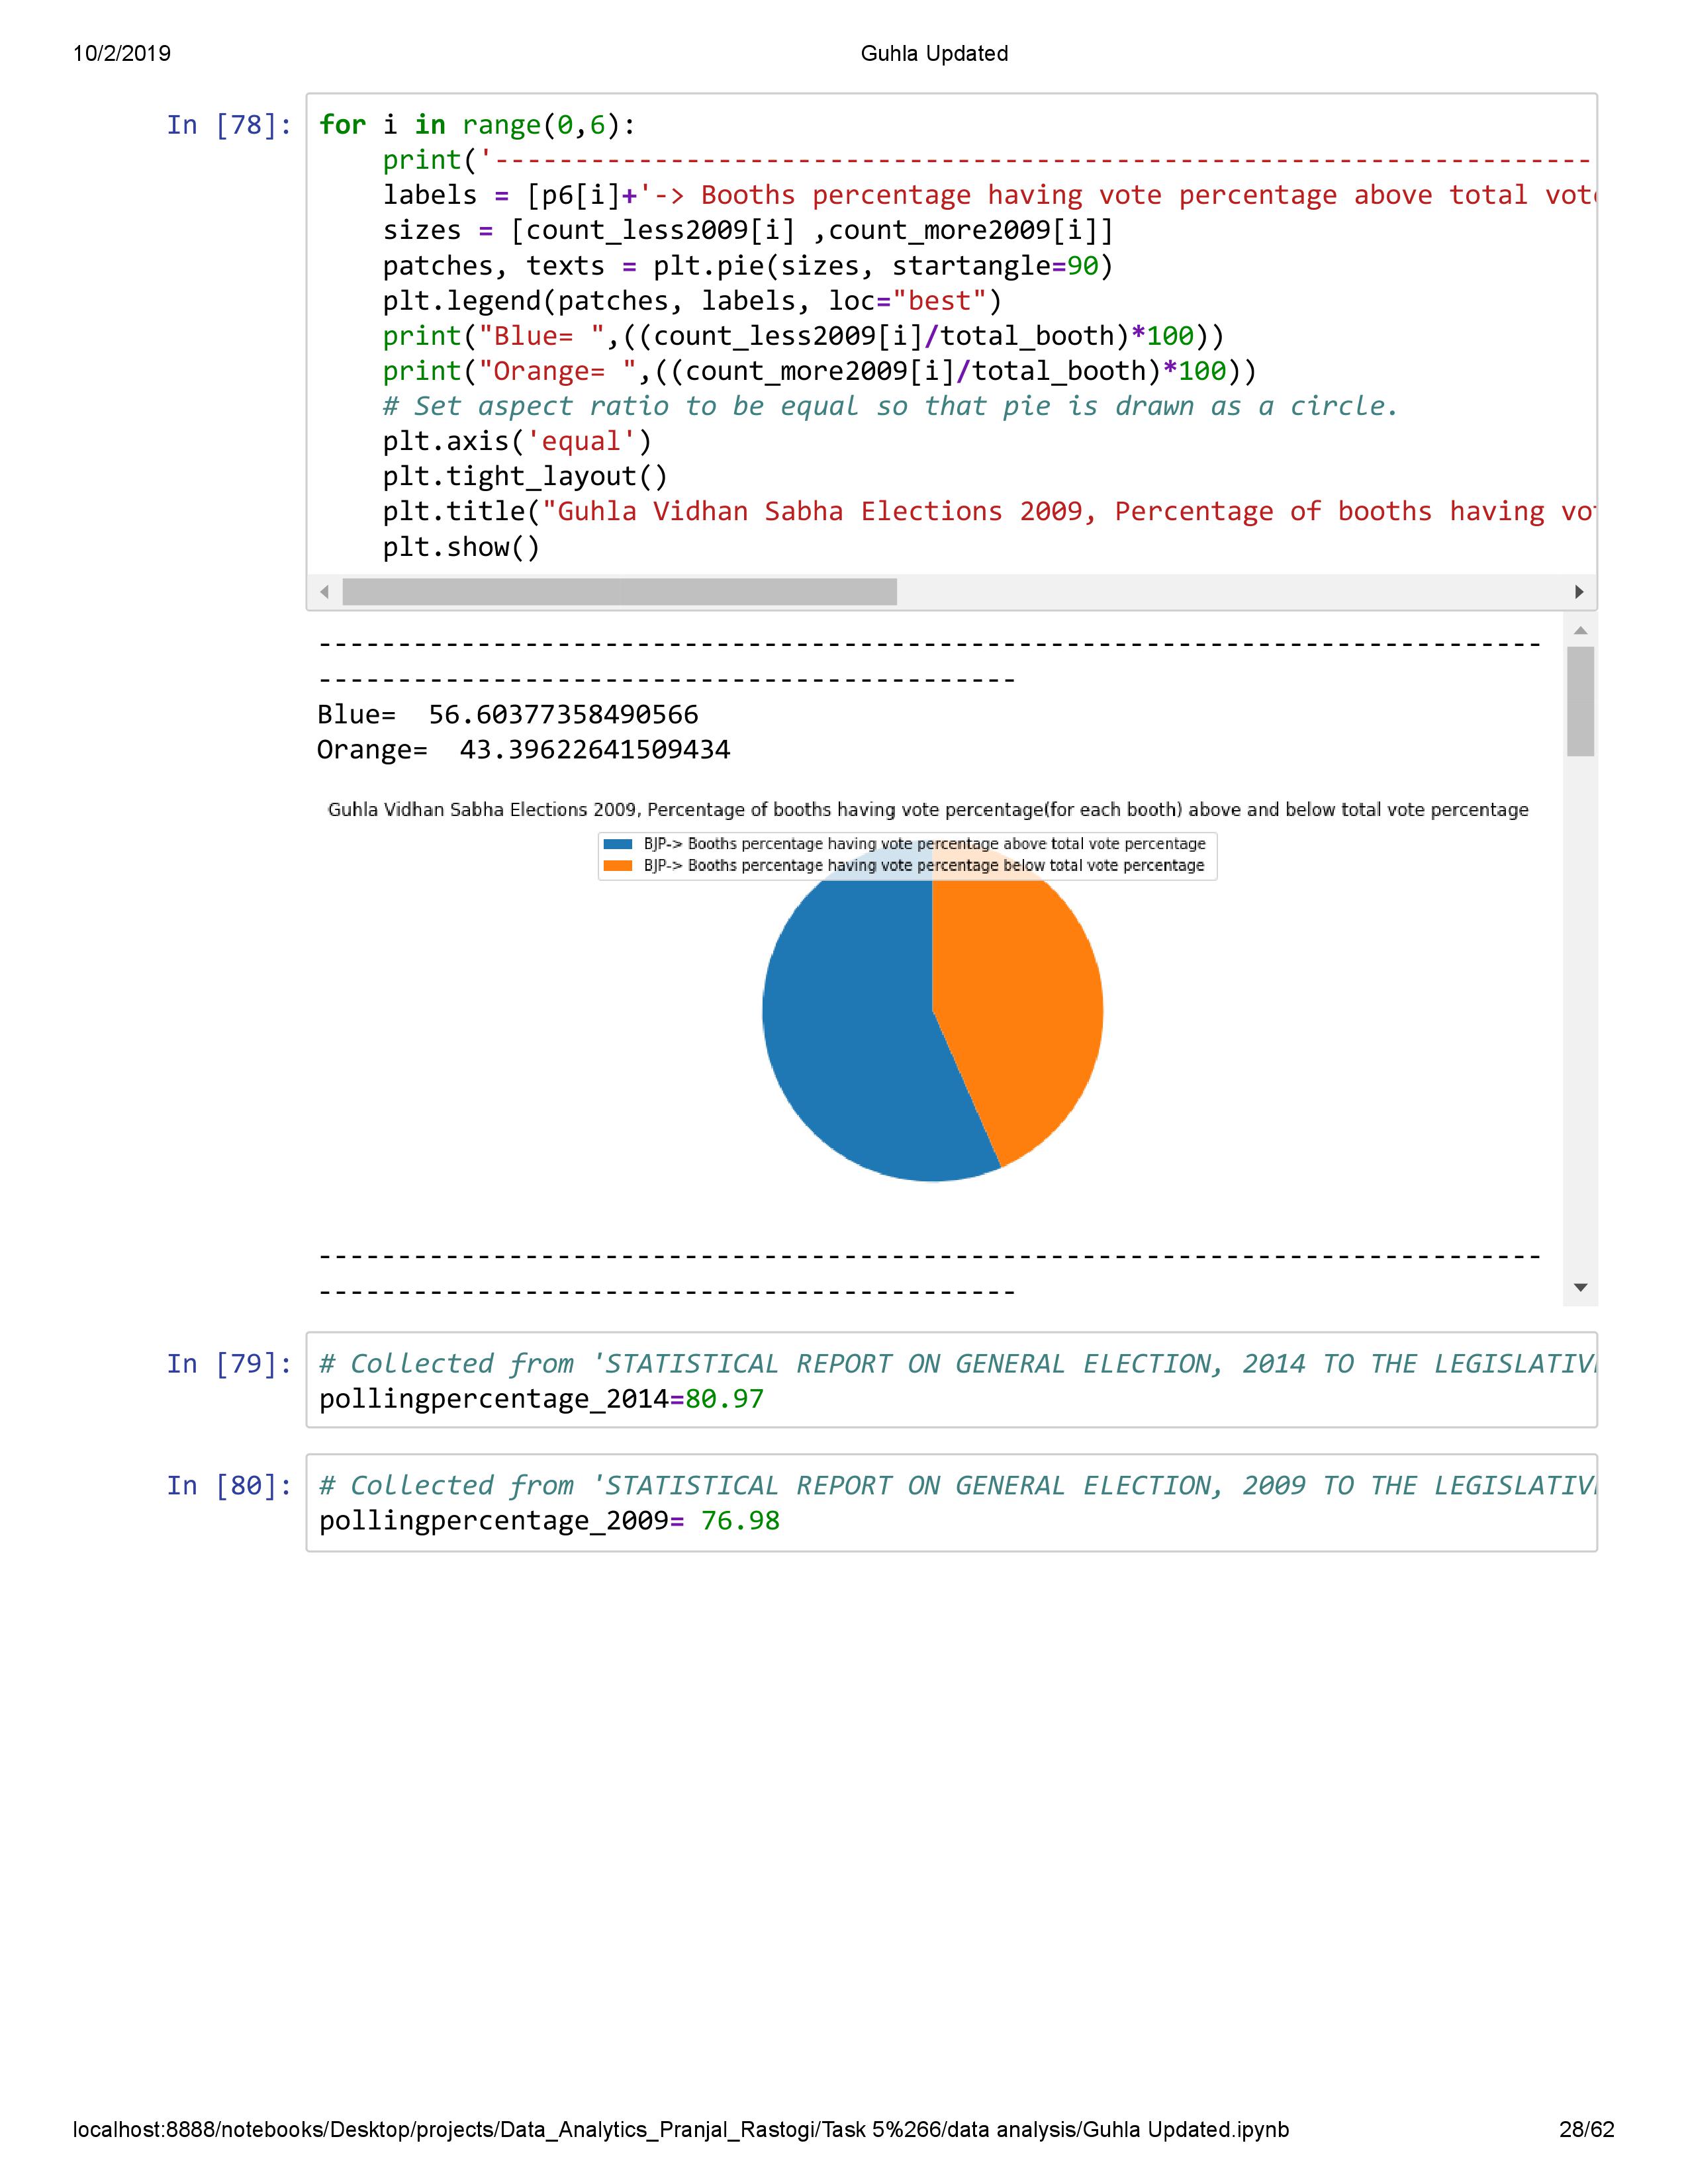 10/2/2019 Guhla Updated
In [78]: for i in range(0,6):
print('---------------------------------------------------------------------
labels = [p6[i]+'-> Booths percentage having vote percentage above total vote
sizes = [count_less2009[i] ,count_more2009[i]]
patches, texts = plt.pie(sizes, startangle=90)
plt.legend(patches, labels, loc="best")
print("Blue= ",((count_less2009[i]/total_booth)*100))
print("Orange= ",((count_more2009[i]/total_booth)*100))
# Set aspect ratio to be equal so that pie is drawn as a circle.
plt.axis('equal')
plt.tight_layout()
plt.title("Guhla Vidhan Sabha Elections 2009, Percentage of booths having vot
plt.show()
-----------------------------------------------------------------------------
--------------------------------------------
Blue=  56.60377358490566
Orange=  43.39622641509434
Guhla Vidhan Sabha Elections 2009, Percentage of booths having vote percentage(for each booth) above and below total vote percentage
BJP-> Booths percentage having vote percentage above total vote percentage
BJP-> Booths percentage having vote percentage below total vote percentage
-----------------------------------------------------------------------------
--------------------------------------------
In [79]: # Collected from 'STATISTICAL REPORT ON GENERAL ELECTION, 2014 TO THE LEGISLATIV
pollingpercentage_2014=80.97
In [80]: # Collected from 'STATISTICAL REPORT ON GENERAL ELECTION, 2009 TO THE LEGISLATIV
pollingpercentage_2009= 76.98
localhost:8888/notebooks/Desktop/projects/Data_Analytics_Pranjal_Rastogi/Task 5%266/data analysis/Guhla Updated.ipynb 28/62